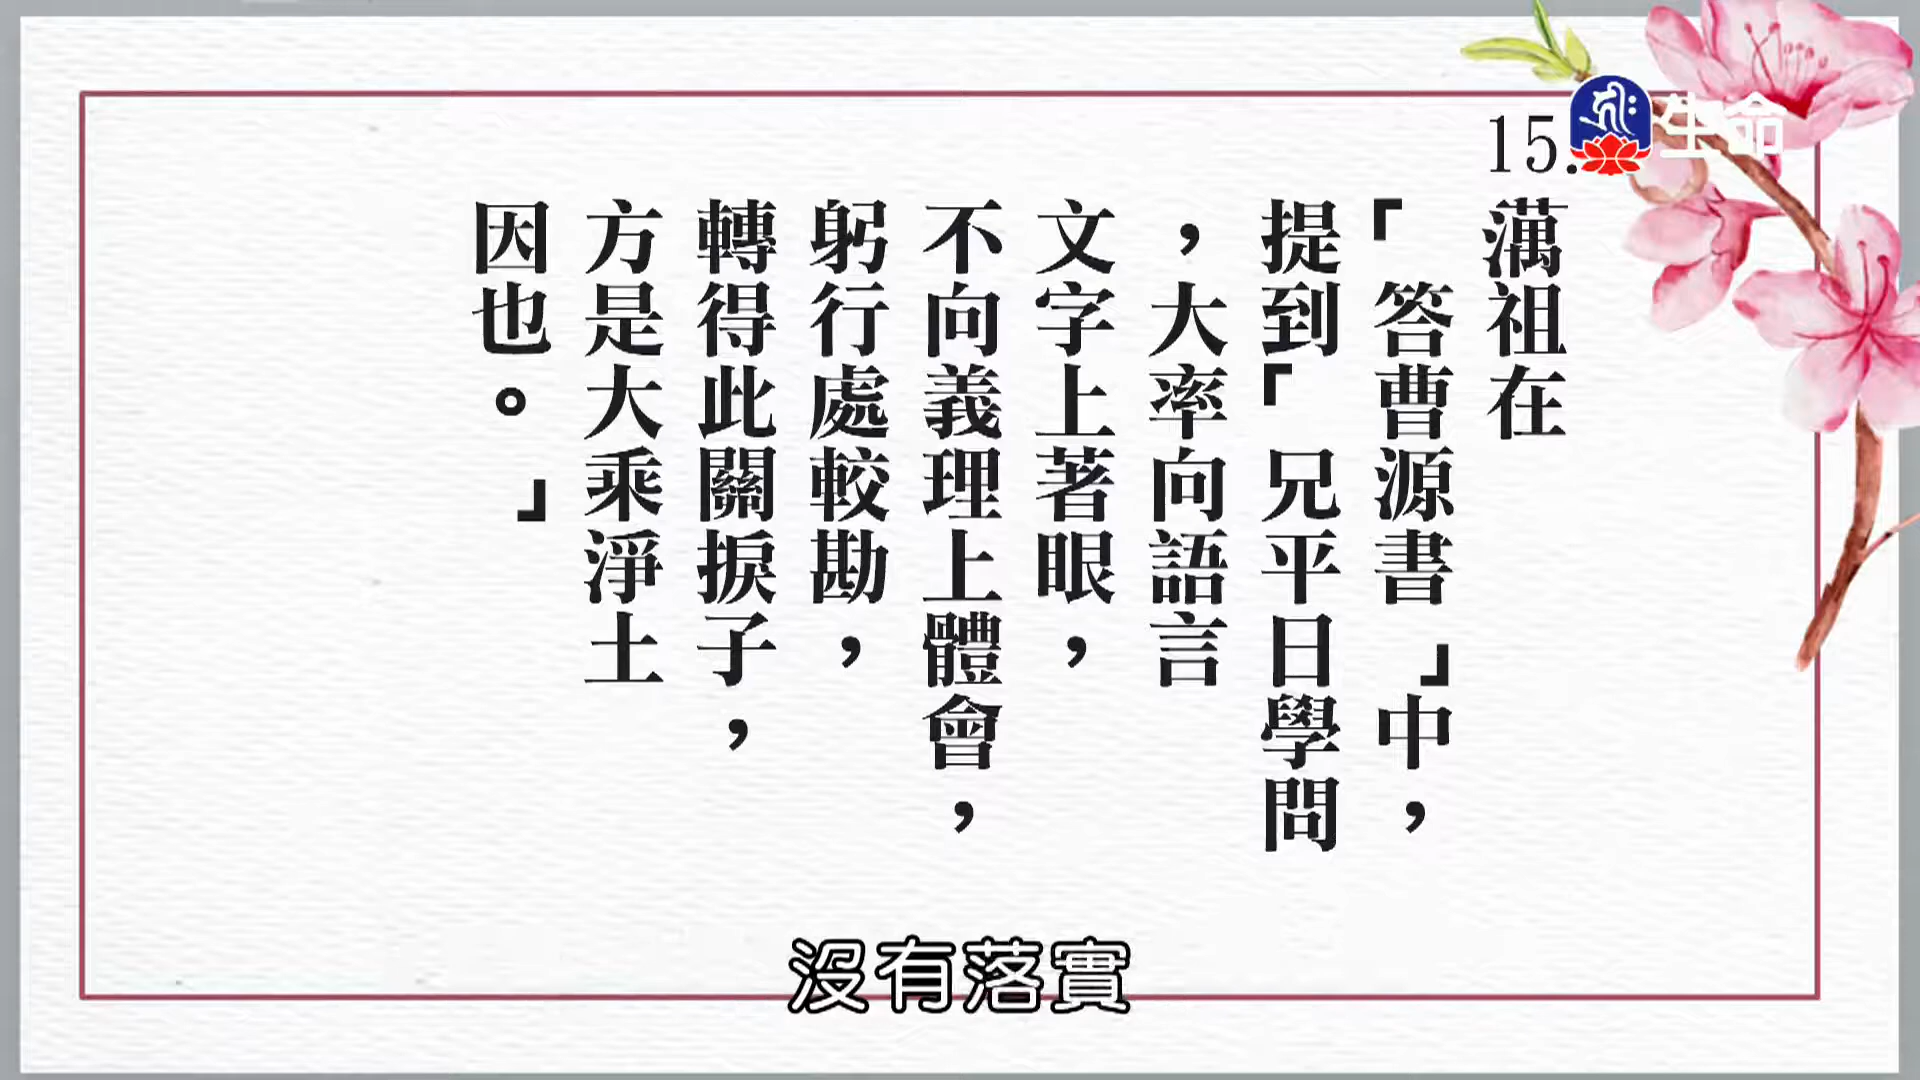 15.
澫祖在
「答曹源書」中，
提到「兄平日學問
，大率向語言
文字上著眼，
不向義理上體會，
躬行處較勘，
轉得此關捩子，
方是大乘淨土
因也。」
生命
沒有落實